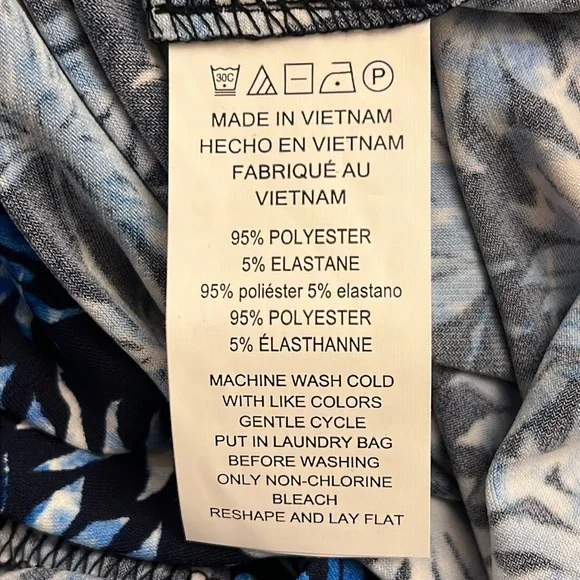 30C P
MADE IN VIETNAM
HECHO EN VIETNAM
FABRIQUÉ AU
VIETNAM
95% POLYESTER
5% ELASTANE
95% poliéster 5% elastano
95% POLYESTER
5% ÉLASTHANNE
MACHINE WASH COLD
WITH LIKE COLORS
GENTLE CYCLE
PUT IN LAUNDRY BAG
BEFORE WASHING
ONLY NON-CHLORINE
BLEACH
RESHAPE AND LAY FLAT